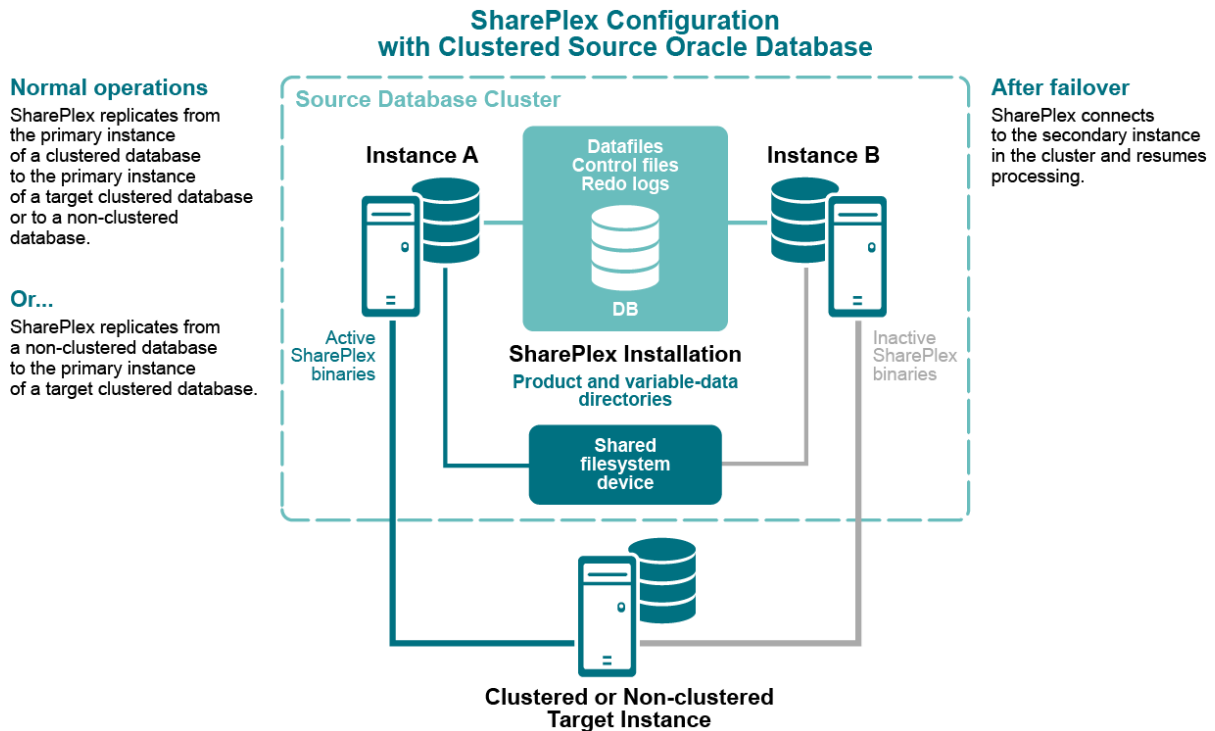 SharePlex Configuration
with Clustered Source Oracle Database
Normal operations
SharePlex replicates from
the primary instance
of a clustered database
to the primary instance
of a target clustered database
or to a non-clustered
database.
Or...
SharePlex replicates from
a non-clustered database
to the primary instance
of a target clustered database.
Source Database Cluster
Instance A
Datafiles
Control files
Redo logs
DB
Instance B
Active
SharePlex
binaries
SharePlex Installation
Product and variable-data
directories
Inactive
SharePlex
binaries
Shared
filesystem
device
Clustered or Non-clustered
Target Instance
After failover
SharePlex connects
to the secondary instance
in the cluster and resumes
processing.